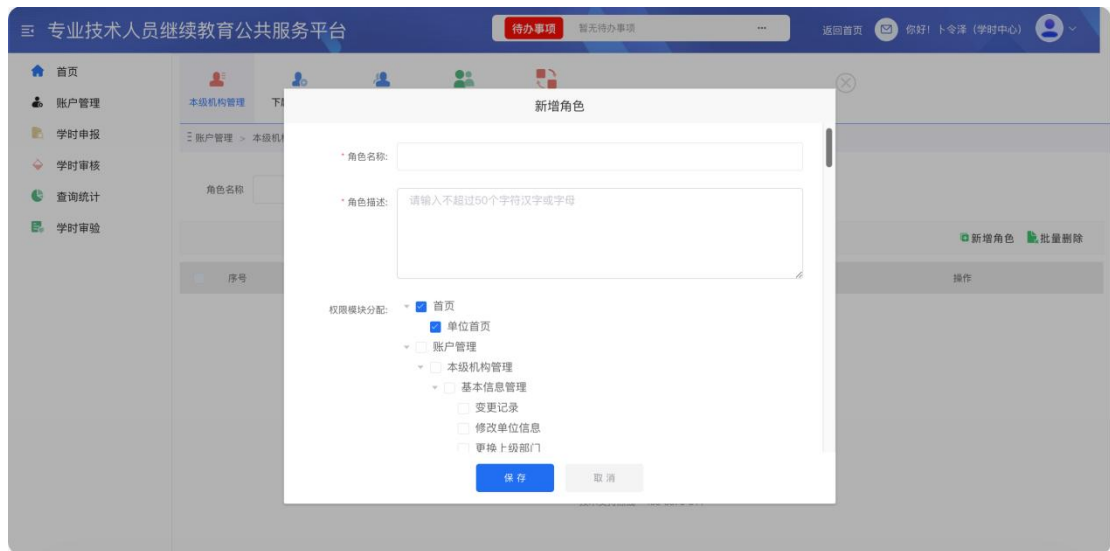 专业技术人员继续教育公共服务平台
待办事项 暂无待办事项 ...
返回首页 你好！卜令泽（学时中心）
首页
账户管理
学时申报
学时审核
查询统计
学时审验
本级机构管理
账户管理 > 本级机
角色名称
新增角色 批量删除
序号 操作
新增角色
* 角色名称:
* 角色描述: 请输入不超过50个字符汉字或字母
权限模块分配: 首页
单位首页
账户管理
本级机构管理
基本信息管理
变更记录
修改单位信息
更换上级部门
保存 取消